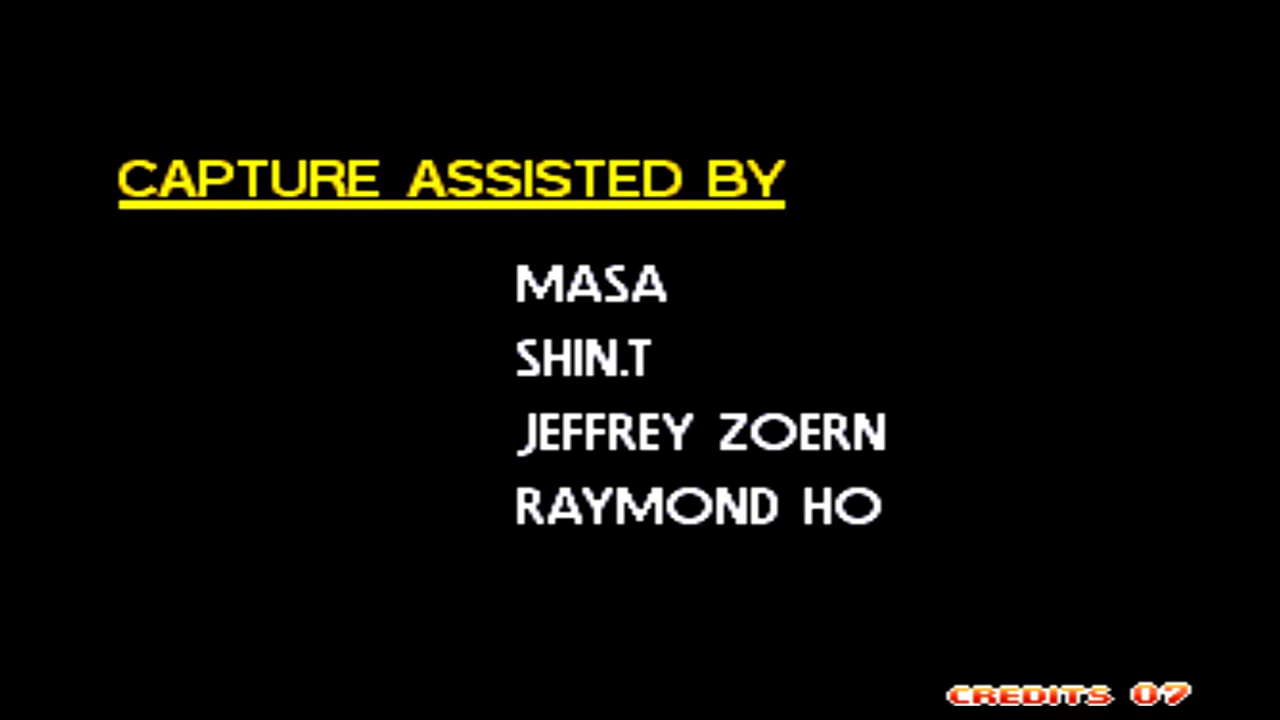 CAPTURE ASSISTED BY
MASA
SHIN.T
JEFFREY ZOERN
RAYMOND HO
CREDITS 07